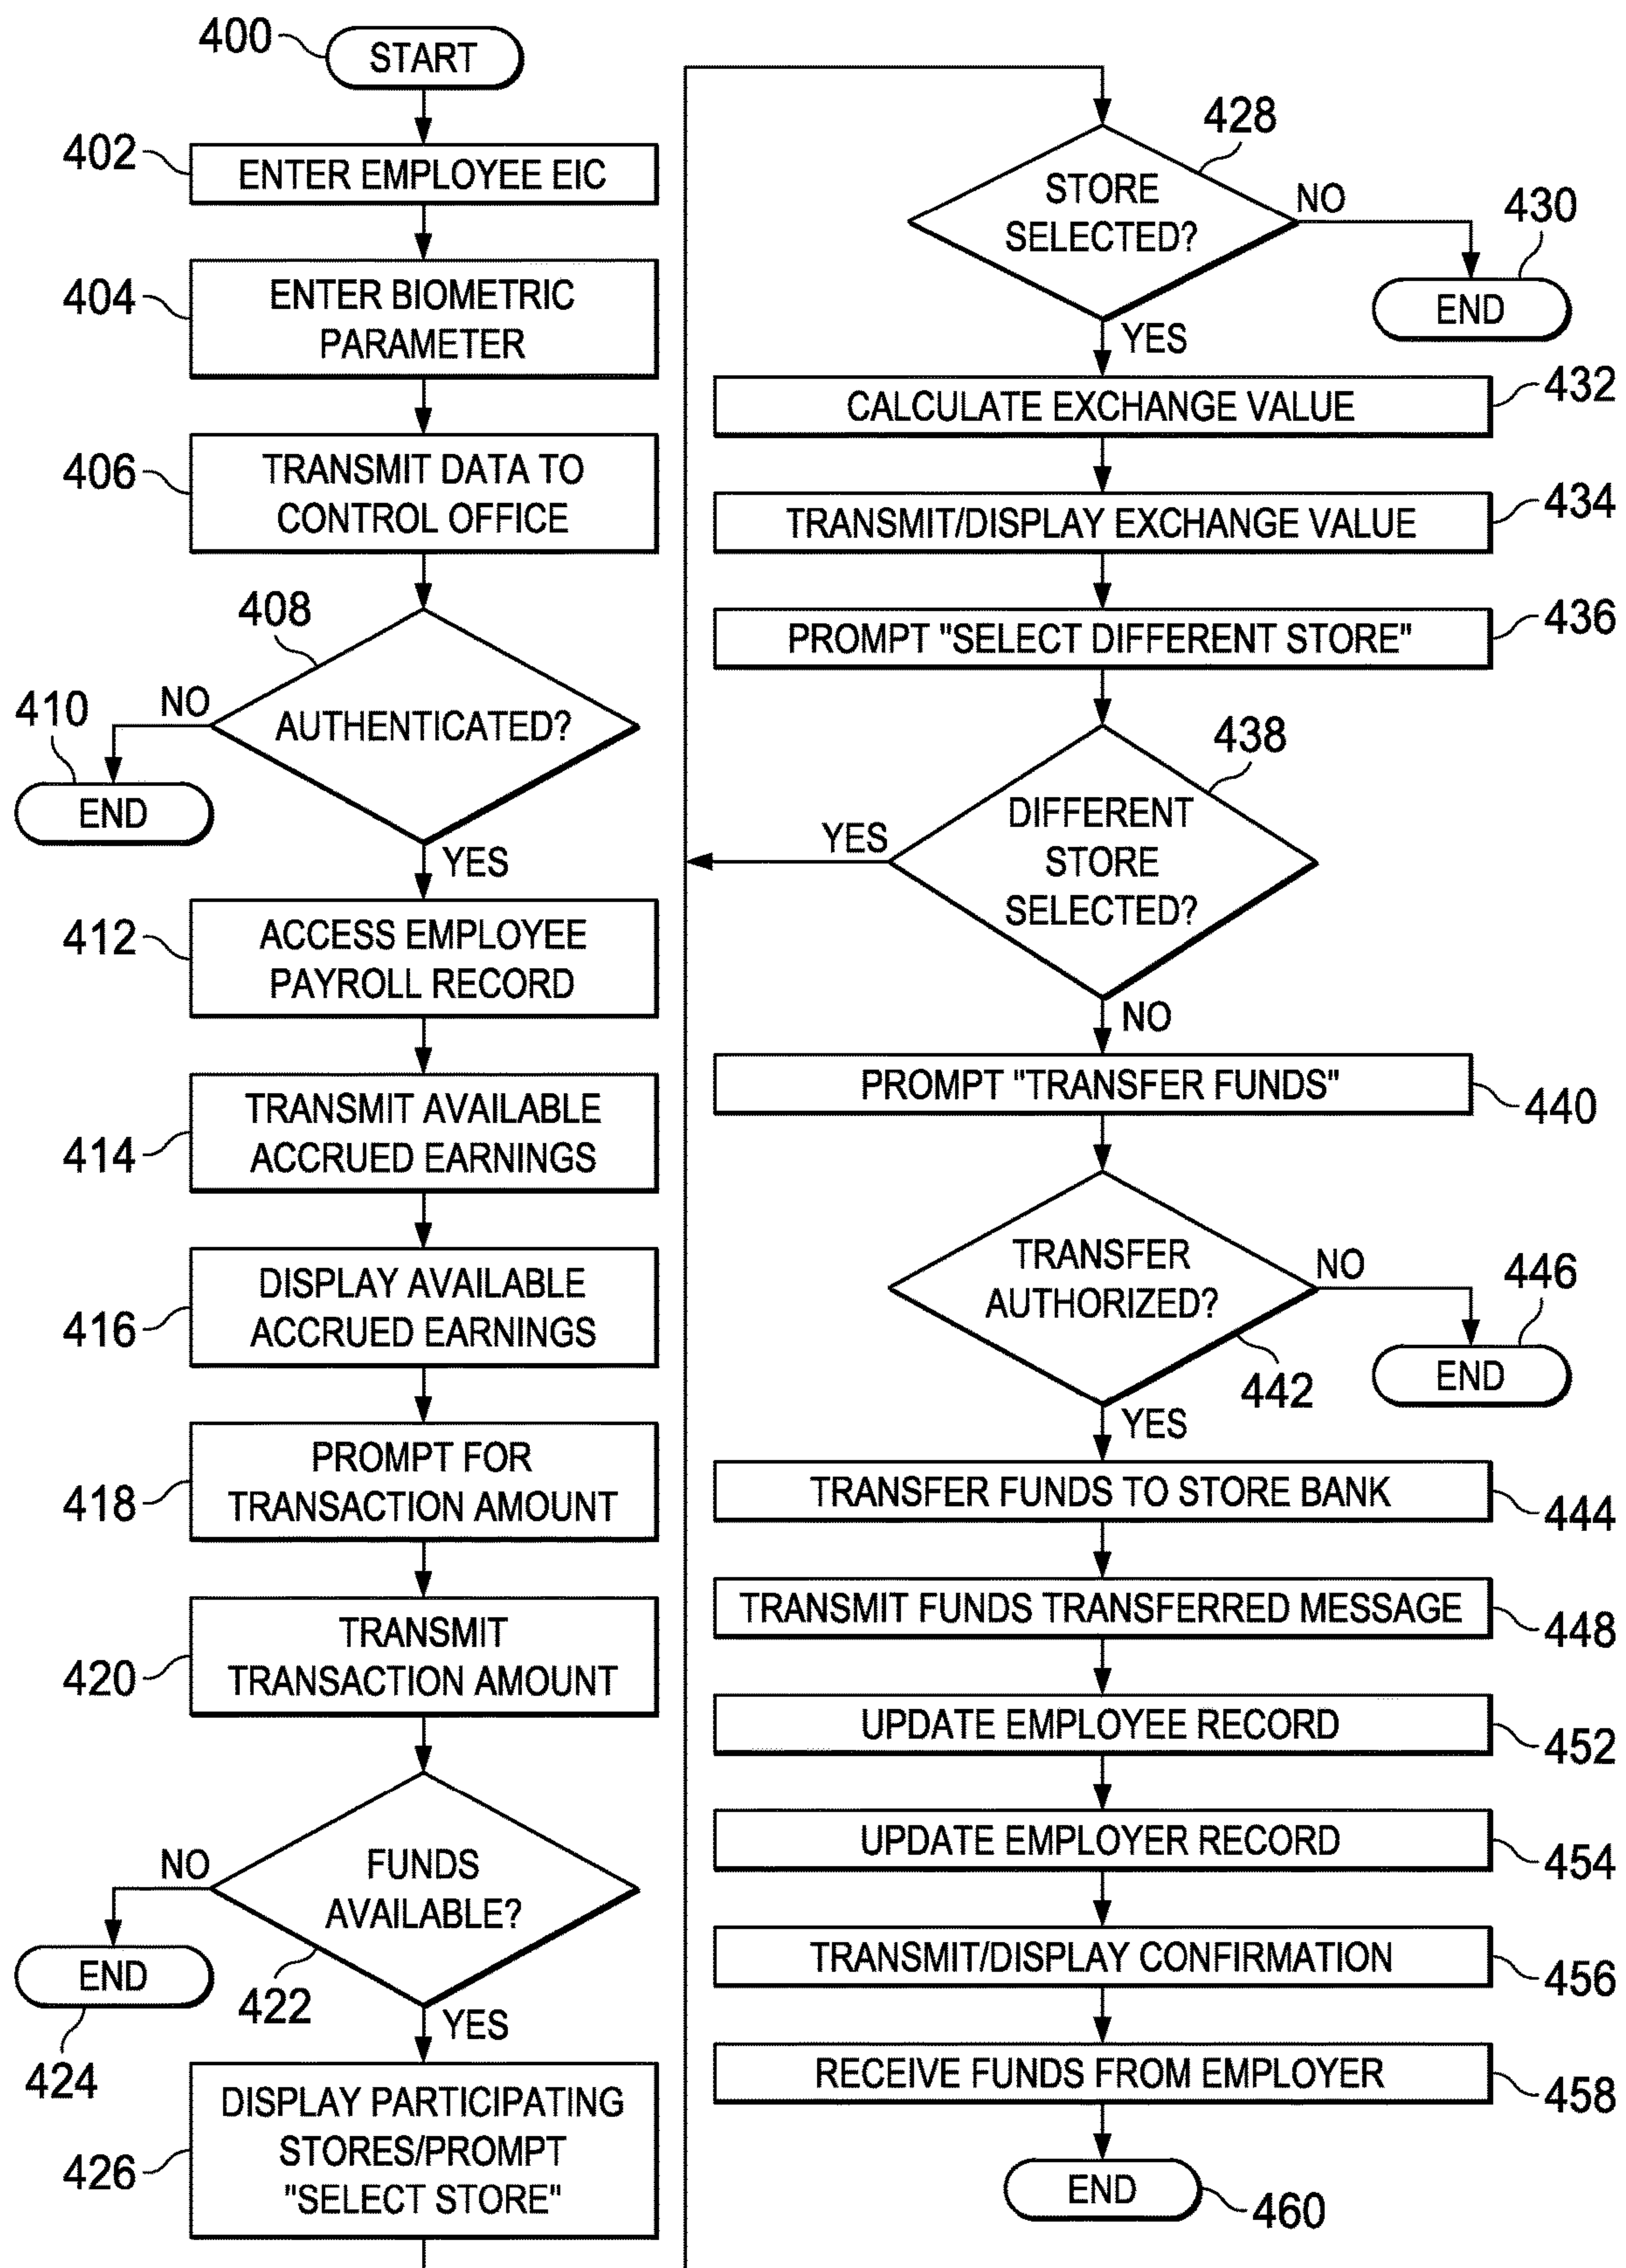 400
START
402
ENTER EMPLOYEE EIC
404
ENTER BIOMETRIC
PARAMETER
406
TRANSMIT DATA TO
CONTROL OFFICE
408
AUTHENTICATED?
NO
410
END
YES
412
ACCESS EMPLOYEE
PAYROLL RECORD
414
TRANSMIT AVAILABLE
ACCRUED EARNINGS
416
DISPLAY AVAILABLE
ACCRUED EARNINGS
418
PROMPT FOR
TRANSACTION AMOUNT
420
TRANSMIT
TRANSACTION AMOUNT
NO
FUNDS
AVAILABLE?
END
422
424
YES
426
DISPLAY PARTICIPATING
STORES/PROMPT
"SELECT STORE"
428
STORE
SELECTED?
NO
430
END
YES
CALCULATE EXCHANGE VALUE
432
TRANSMIT/DISPLAY EXCHANGE VALUE
434
PROMPT "SELECT DIFFERENT STORE"
436
438
DIFFERENT
STORE
SELECTED?
YES
NO
PROMPT "TRANSFER FUNDS"
440
TRANSFER
AUTHORIZED?
NO
446
END
442
YES
TRANSFER FUNDS TO STORE BANK
444
TRANSMIT FUNDS TRANSFERRED MESSAGE
448
UPDATE EMPLOYEE RECORD
452
UPDATE EMPLOYER RECORD
454
TRANSMIT/DISPLAY CONFIRMATION
456
RECEIVE FUNDS FROM EMPLOYER
458
END
460